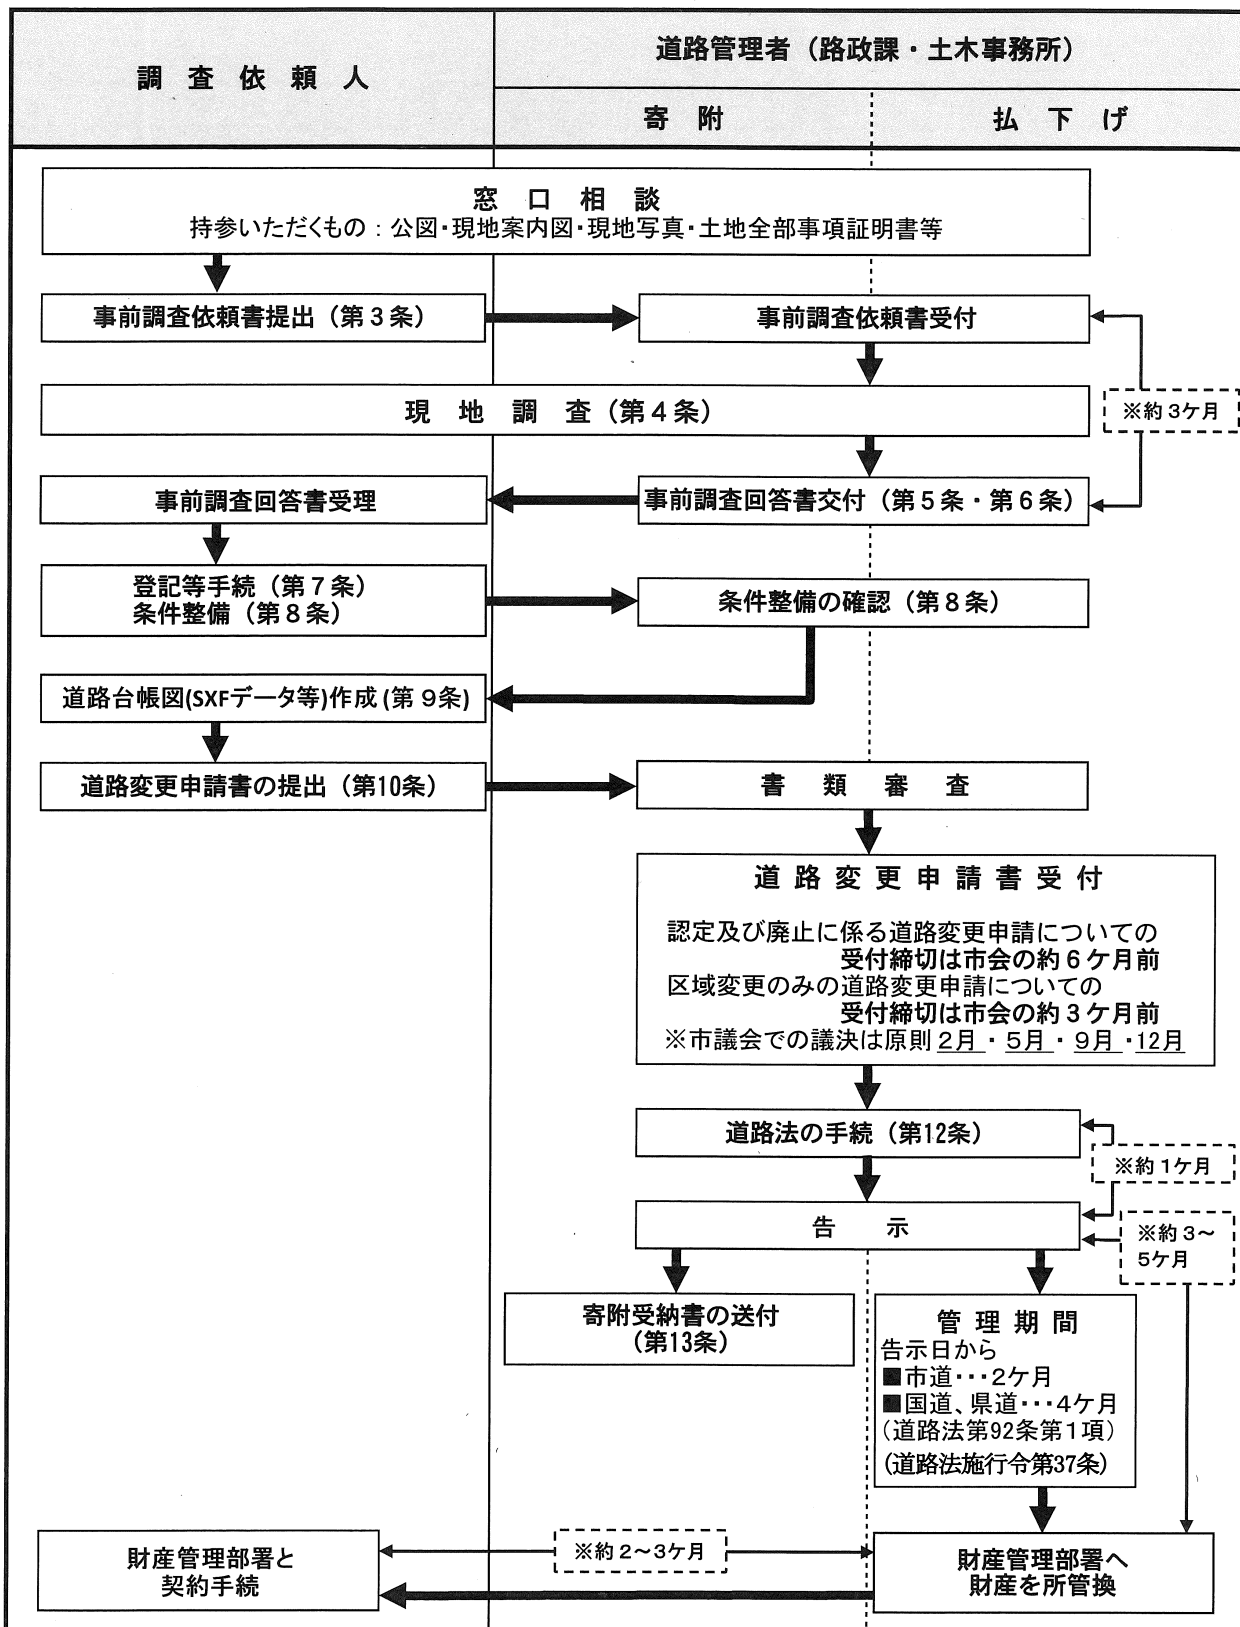 調査依頼人
道路管理者（路政課・土木事務所）
寄附
払下げ
窓口相談
持参いただくもの：公図・現地案内図・現地写真・土地全部事項証明書等
事前調査依頼書提出（第３条）
事前調査依頼書受付
現地調査（第４条）
※約３ケ月
事前調査回答書受理
事前調査回答書交付（第５条・第６条）
登記等手続（第７条）
条件整備（第８条）
条件整備の確認（第８条）
道路台帳図(SXFデータ等)作成(第９条)
道路変更申請書の提出（第10条）
書類審査
道路変更申請書受付
認定及び廃止に係る道路変更申請についての
受付締切は市会の約６ケ月前
区域変更のみの道路変更申請についての
受付締切は市会の約３ケ月前
※市議会での議決は原則２月・５月・９月・12月
道路法の手続（第12条）
※約１ケ月
告示
※約３～
５ケ月
寄附受納書の送付
（第13条）
管理期間
告示日から
■市道･･･２ケ月
■国道、県道･･･４ケ月
（道路法第92条第１項）
（道路法施行令第37条）
財産管理部署と
契約手続
※約２～３ケ月
財産管理部署へ
財産を所管換